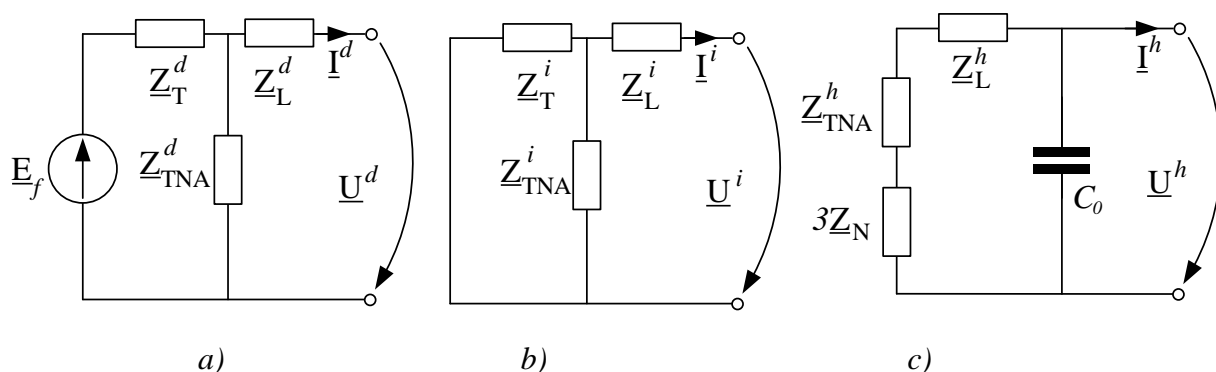 Z_T^d Z_L^d I^d
Z_TNA^d
E_f U^d
a)
Z_T^i Z_L^i I^i
Z_TNA^i
U^i
b)
Z_L^h I^h
Z_TNA^h
3Z_N C_0 U^h
c)